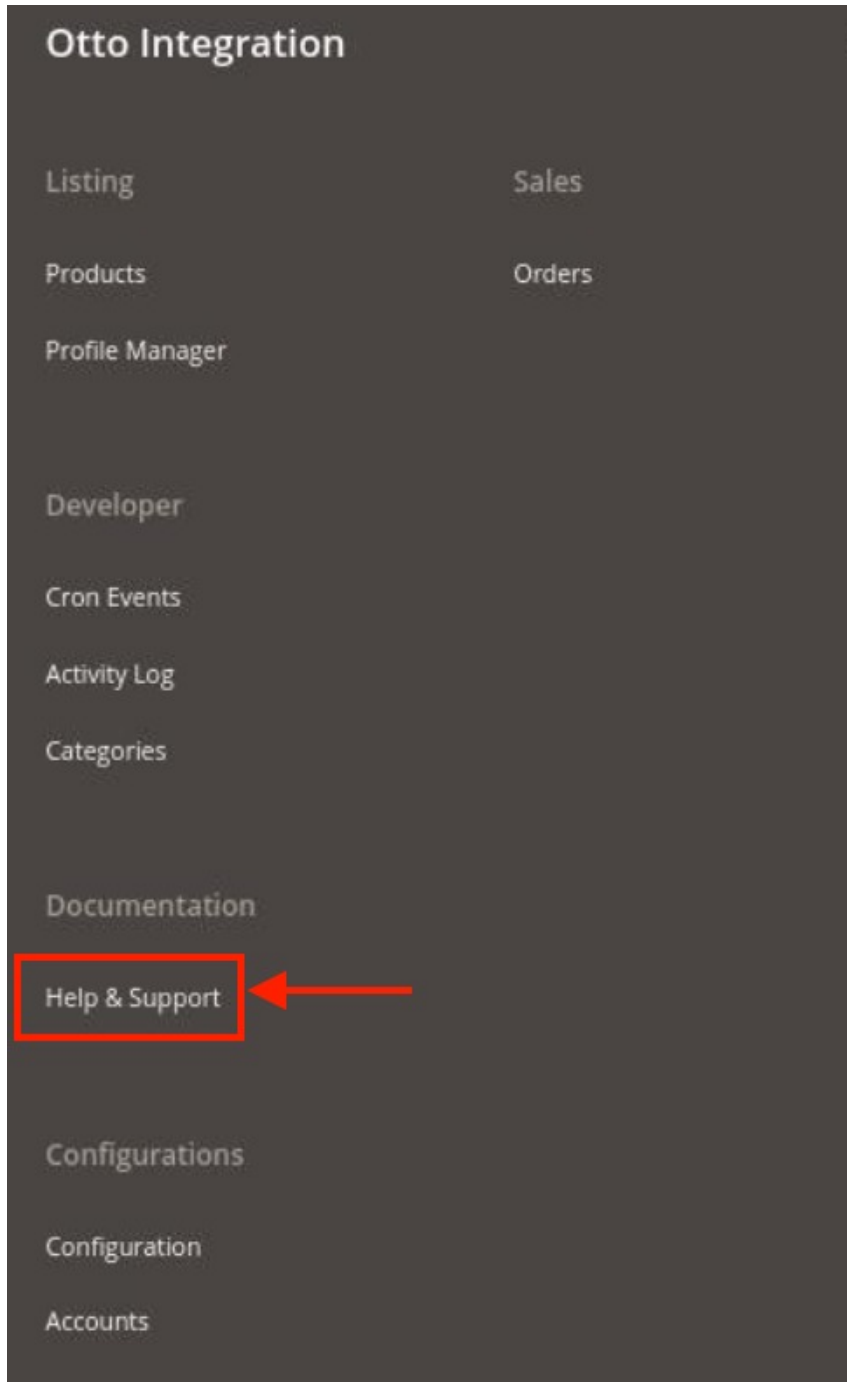 Otto Integration
Listing
Products
Profile Manager
Sales
Orders
Developer
Cron Events
Activity Log
Categories
Documentation
Help & Support
Configurations
Configuration
Accounts